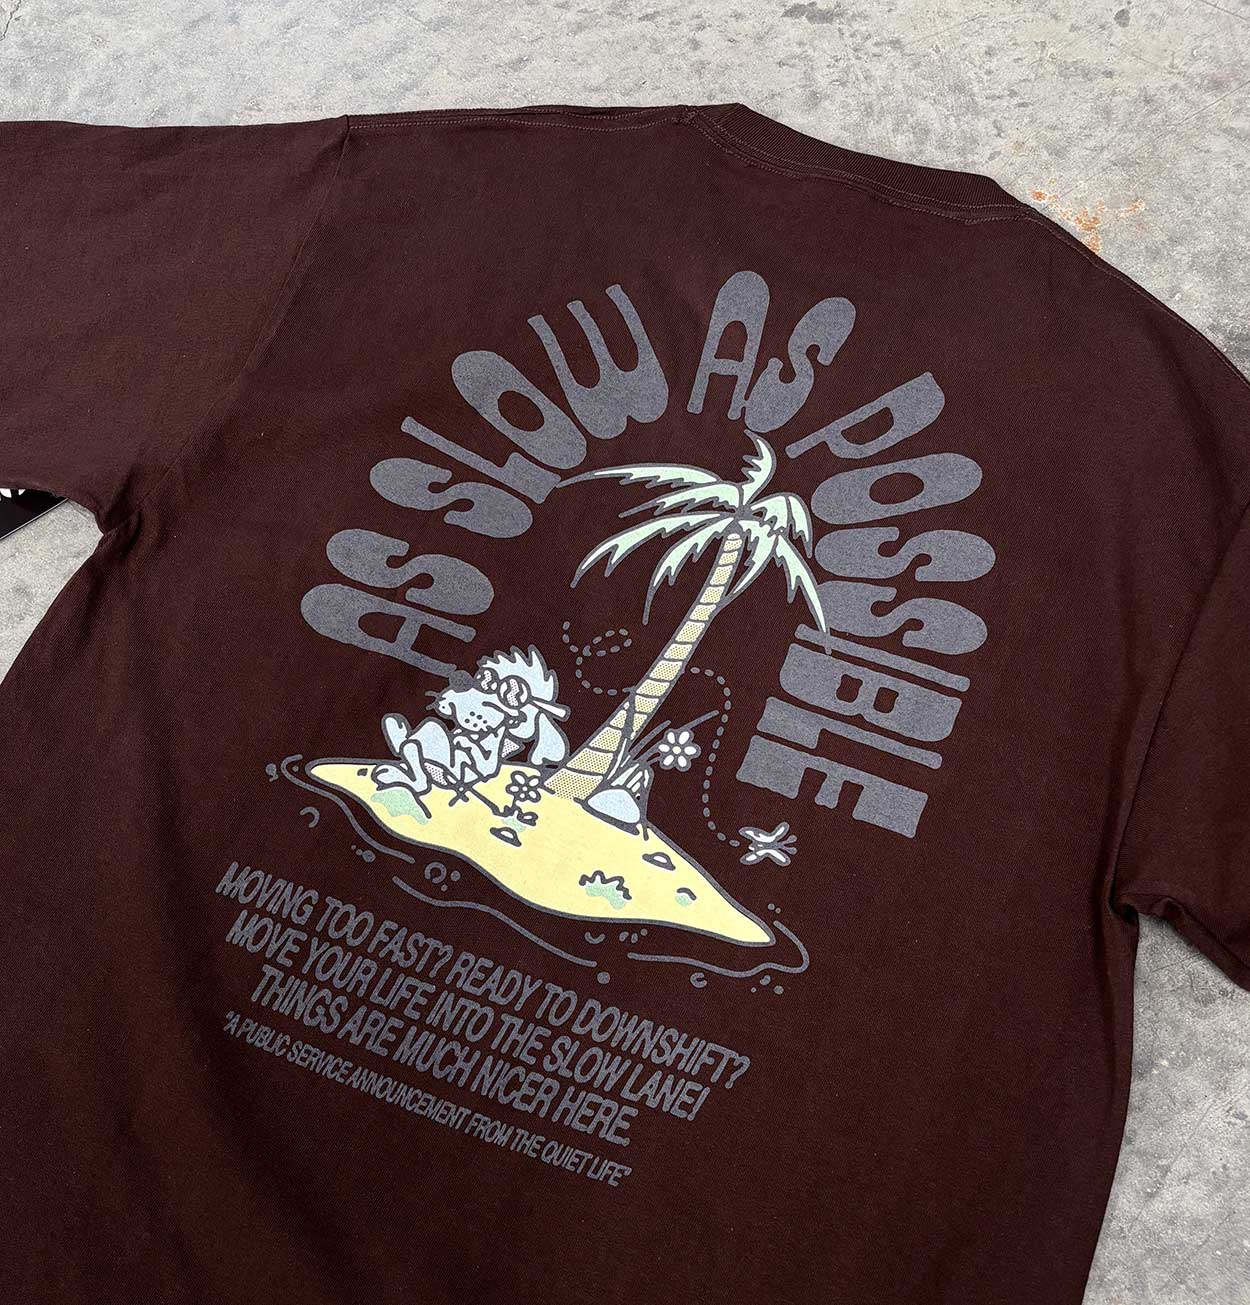 AS SLOW AS POSSIBLE
MOVING TOO FAST? READY TO DOWNSHIFT?
MOVE YOUR LIFE INTO THE SLOW LANE!
THINGS ARE MUCH NICER HERE.
"A PUBLIC SERVICE ANNOUNCEMENT FROM THE QUIET LIFE"